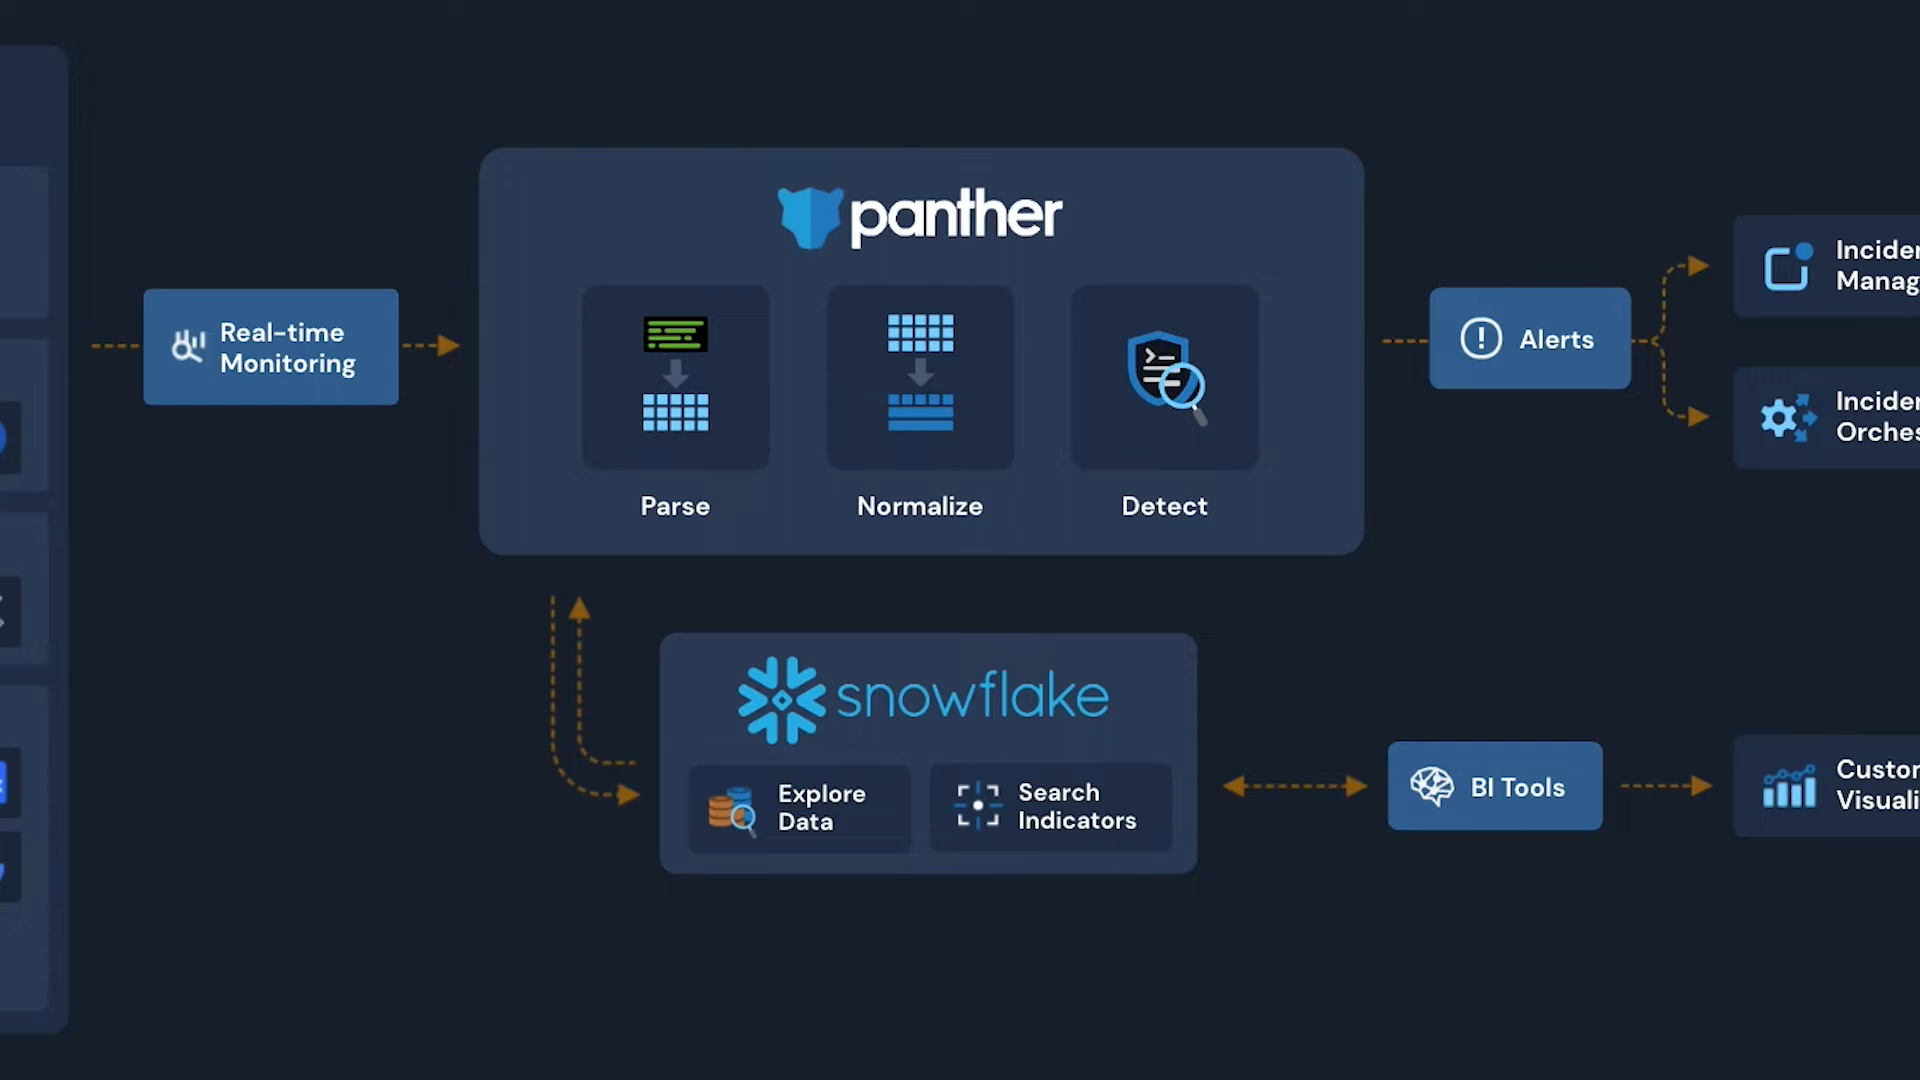 panther
Real-time
Monitoring
Parse
Normalize
Detect
Alerts
snowflake
Explore
Data
Search
Indicators
BI Tools